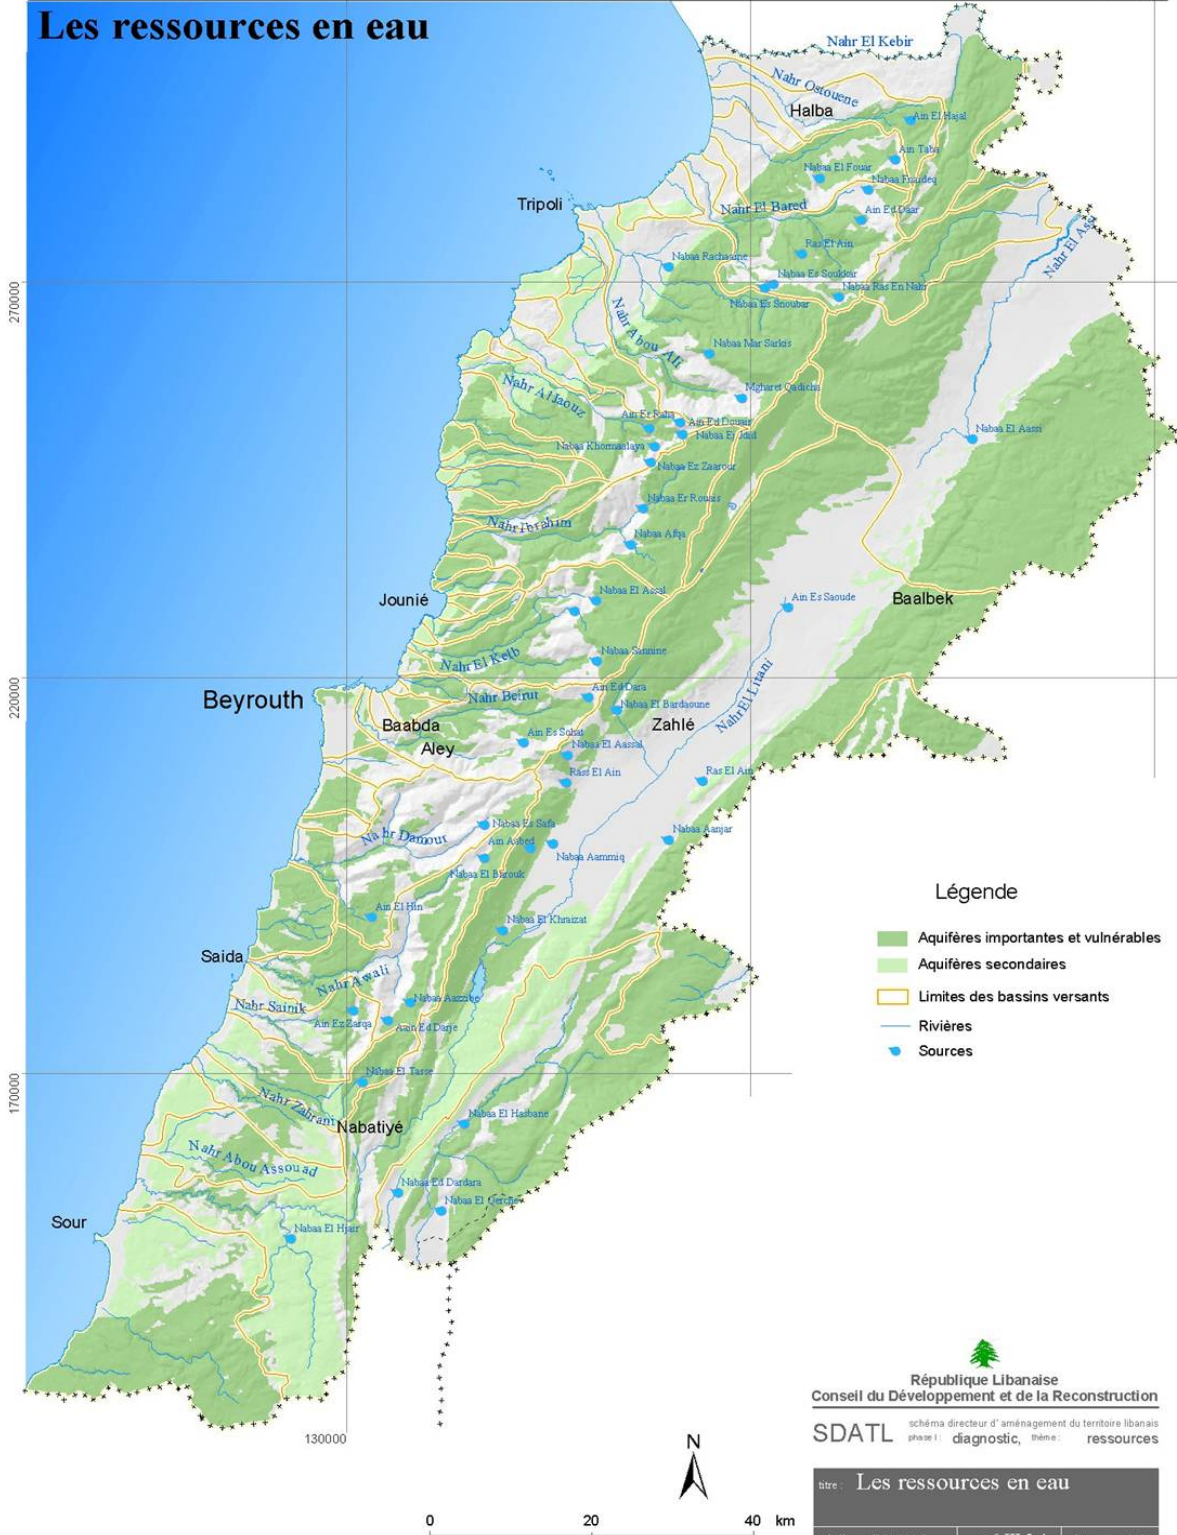 Les ressources en eau
Nahr El Kebir
Nahr Ostouene
Halba
Ain El Hajal
Ain Taba
Nabaa El Fouar
Nabaa Fnaideq
Nahr El Bared
Ain Ed Daar
Tripoli
Ras El Ain
Nahr El Assi
Nabaa Rachaaine
Nabaa Es Soukkar
Nabaa Ras En Nahr
Nabaa Es Snoubar
270000
Nahr Abou Ali
Nabaa Mar Sarkis
Nahr Al Jaouz
Mgharet Qadicha
Ain Er Raha
Ain Ed Douair
Nabaa Ej Jdid
Nabaa El Aassi
Nabaa Khormaalaya
Nabaa Ez Zaarour
Nabaa Er Rouais
Nahr Ibrahim
Nabaa Afqa
Jounié
Nabaa El Assal
Ain Es Saoude
Baalbek
Nahr El Kelb
Nabaa Sannine
220000
Nahr El Litani
Beyrouth
Nahr Beirut
Ain Ed Dara
Nabaa El Bardaoune
Baabda
Zahlé
Ain Es Sohat
Aley
Nabaa El Aassal
Rass El Ain
Ras El Ain
Nahr Damour
Nabaa Es Safa
Nabaa Aanjar
Nabaa Aammiq
Nabaa El Barouk
Légende
Aquifères importantes et vulnérables
Aquifères secondaires
Limites des bassins versants
Rivières
Sources
Ain El Hin
Nabaa El Khraizat
Saida
Nahr Awali
Nahr Sainik
Nabaa Aazzibe
Ain Ez Zarqa
Aain Ed Darje
170000
Nabaa El Tasse
Nahr Zahrani
Nabatiyé
Nabaa El Hasbane
Nahr Abou Assouad
Nabaa Ed Dardara
Sour
Nabaa El Hjair
130000
République Libanaise
Conseil du Développement et de la Reconstruction
SDATL
schéma directeur d' aménagement du territoire libanais
phase I : diagnostic, thème : ressources
N
titre : Les ressources en eau
0 20 40 km